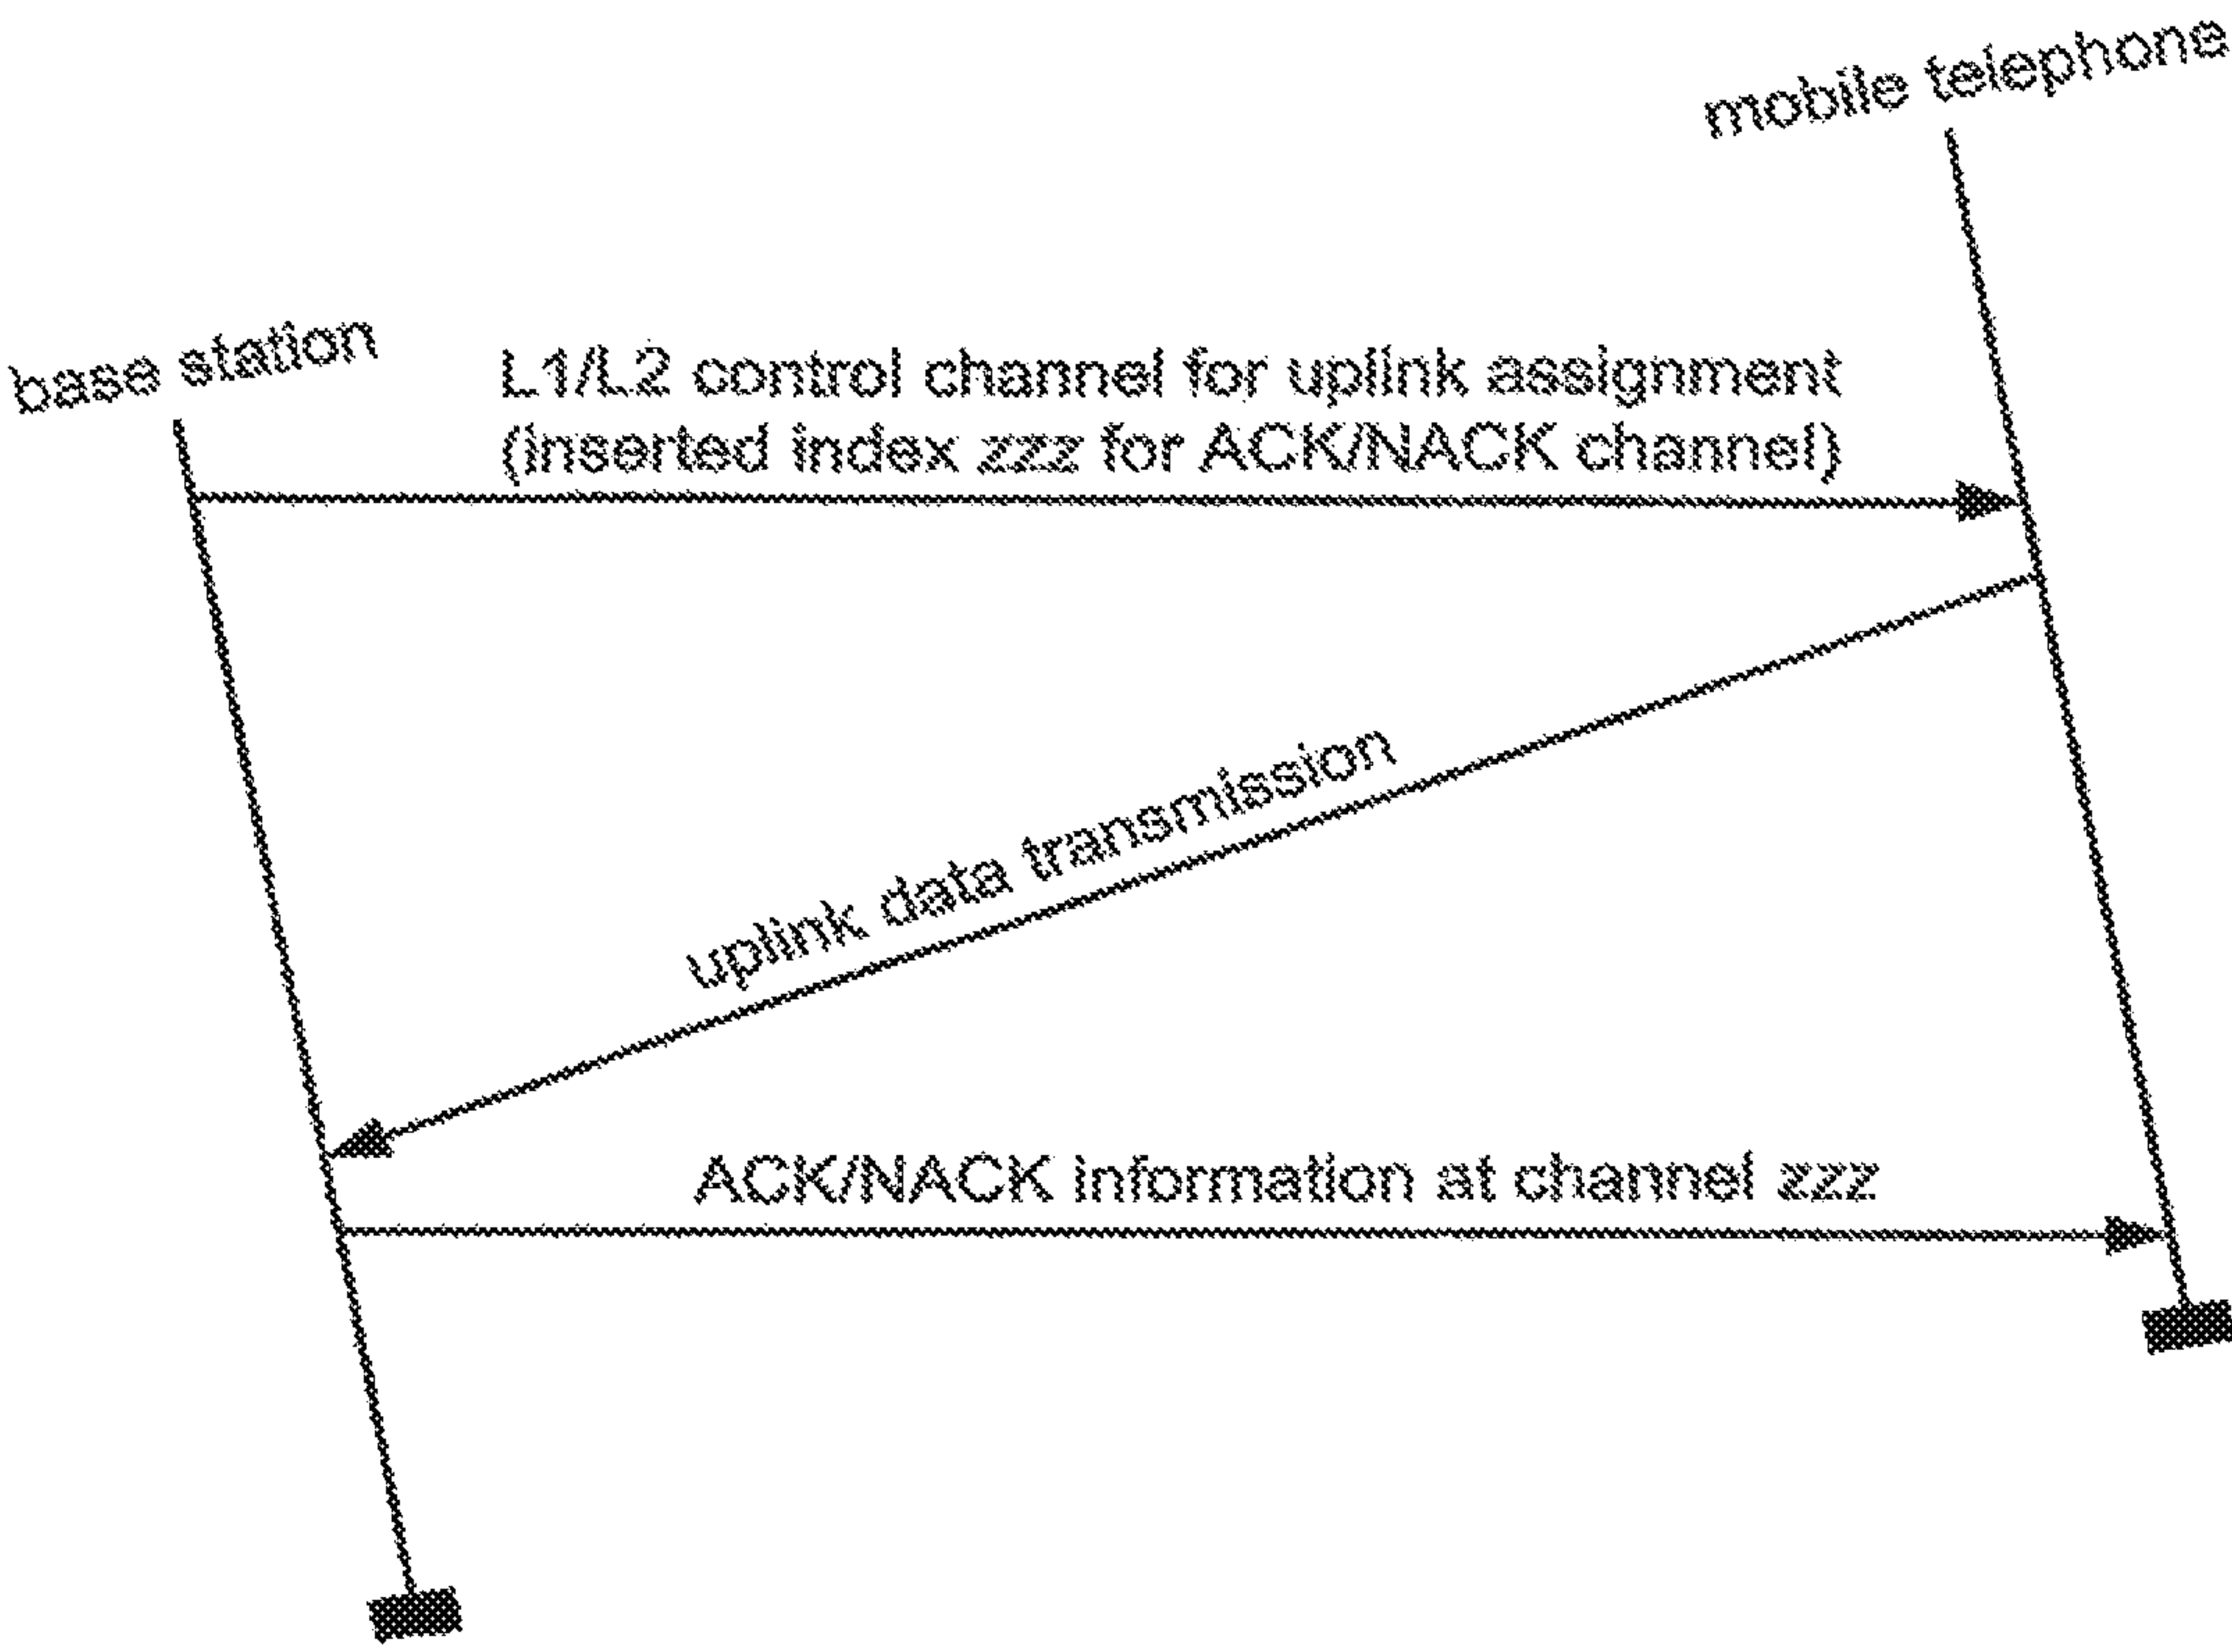 mobile telephone
base station
L1/L2 control channel for uplink assignment
(inserted index zzz for ACK/NACK channel)
uplink data transmission
ACK/NACK information at channel zzz